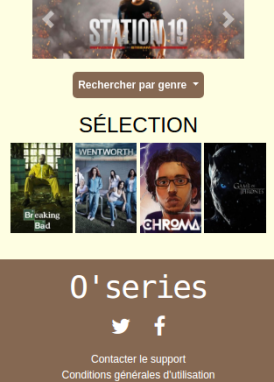 STATION 19
Rechercher par genre
SÉLECTION
Breaking
Bad
WENTWORTH
CHROMA
GAME OF
THRONES
O'series
Contacter le support
Conditions générales d'utilisation